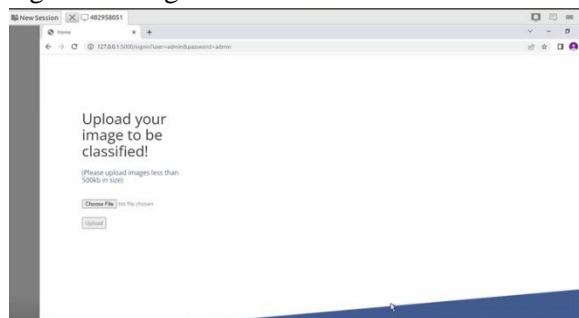 New Session
482958051
Home
127.0.0.1:5000/signin?user=admin&password=admin
Upload your
image to be
classified!
(Please upload images less than
500kb in size)
Choose File No file chosen
Upload